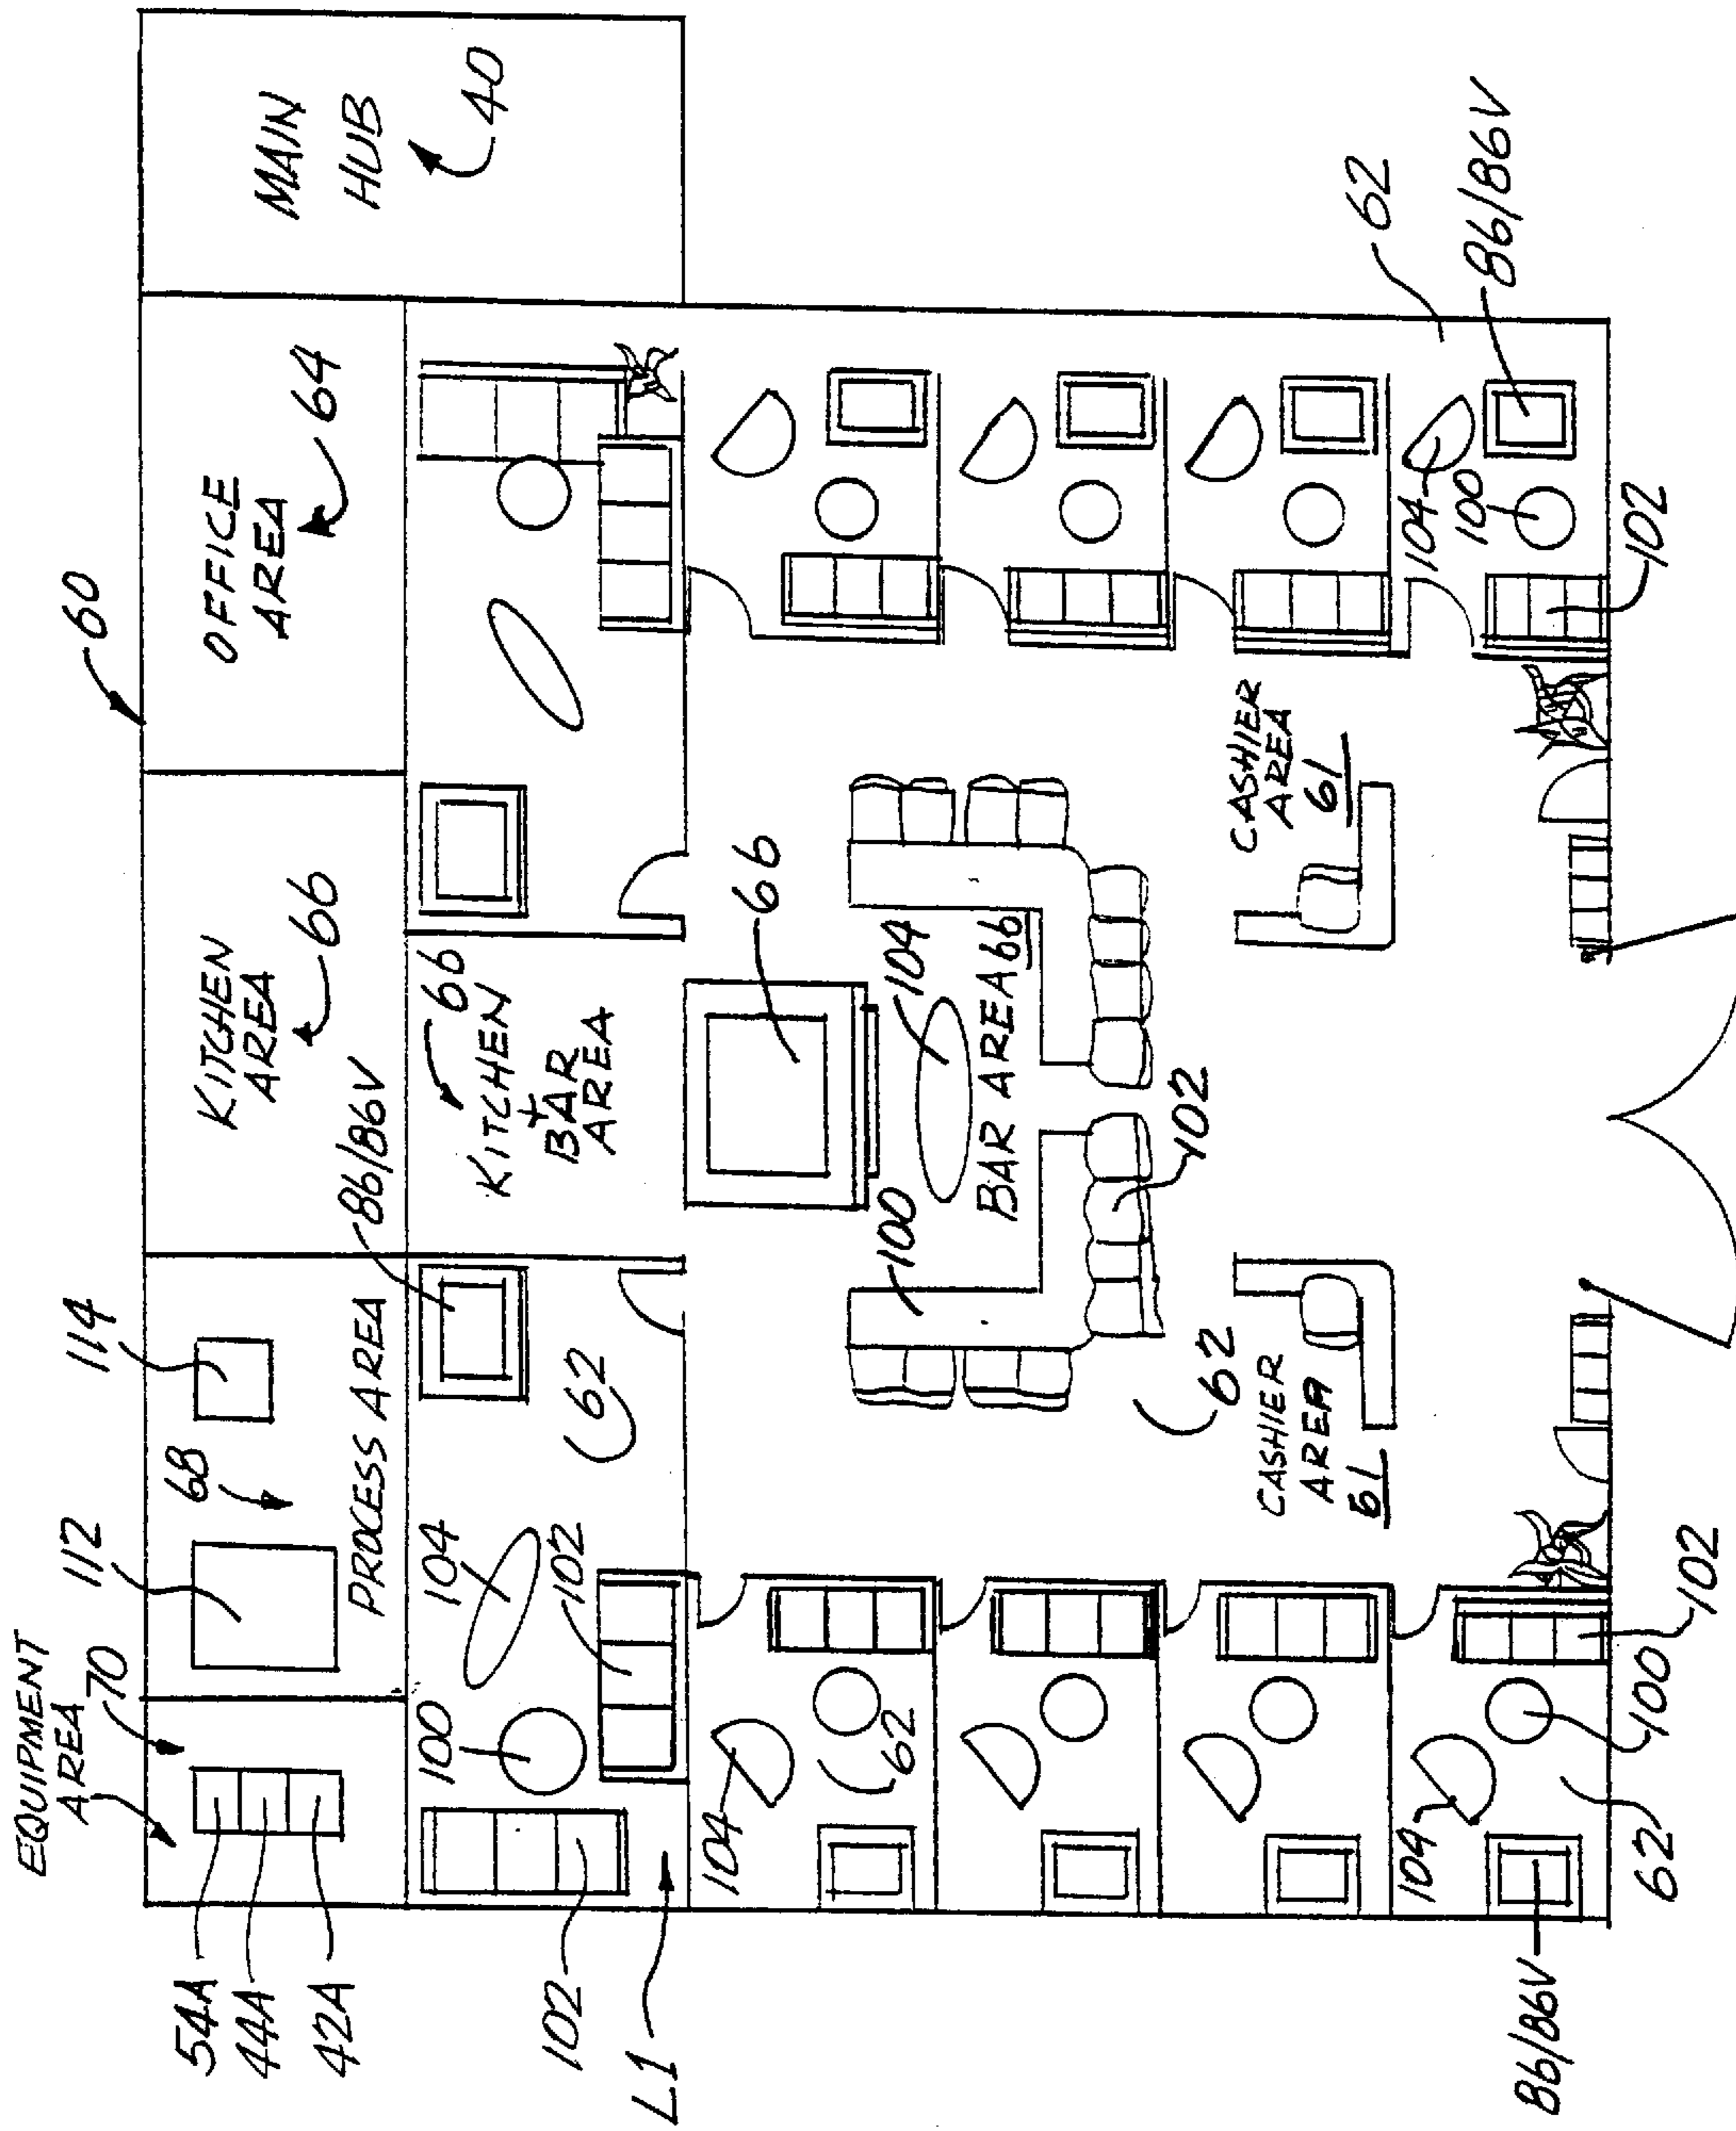 60
EQUIPMENT
AREA
70
112
68
114
PROCESS AREA
KITCHEN
AREA
66
OFFICE
AREA
64
MAIN
HUB
40
54A
44A
42A
102
L1
100
104
102
62
86/86V
66
KITCHEN
+
BAR
AREA
66
100
104
BAR AREA 66
102
104
62
62
CASHIER
AREA
61
CASHIER
AREA
61
62
86/86V
104
100
102
86/86V
62
104
100
102